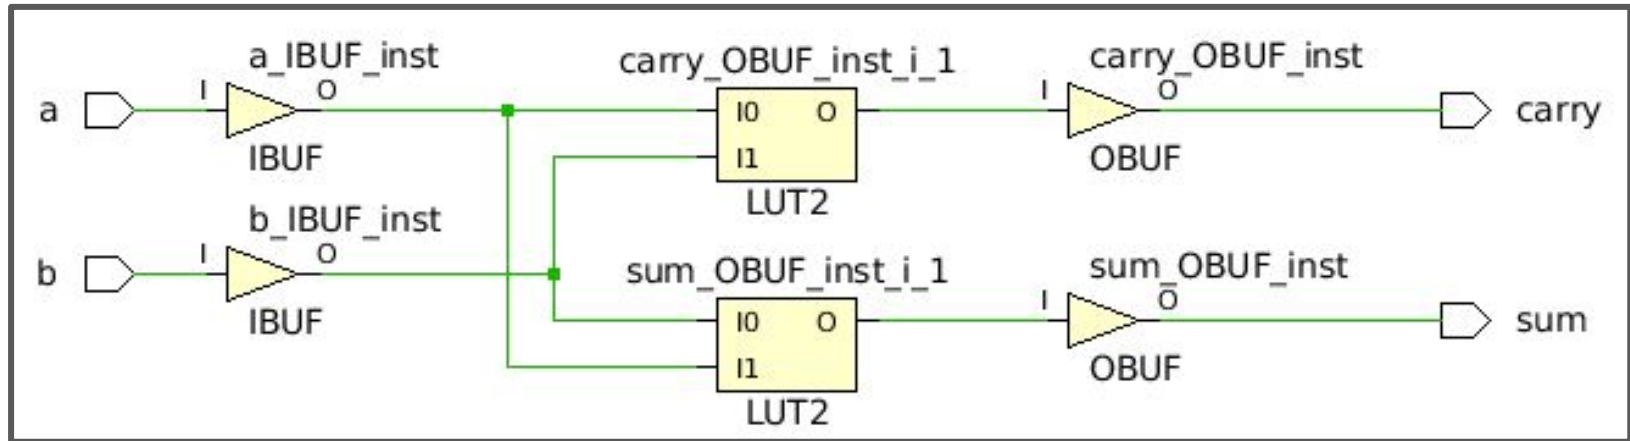 a_IBUF_inst
carry_OBUF_inst_i_1
carry_OBUF_inst
a
I
O
I0
O
I
O
carry
IBUF
I1
OBUF
LUT2
b_IBUF_inst
b
I
O
sum_OBUF_inst_i_1
sum_OBUF_inst
IBUF
I0
O
I
O
sum
I1
OBUF
LUT2